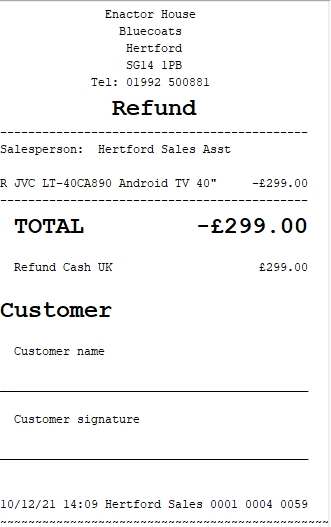 Enactor House
Bluecoats
Hertford
SG14 1PB
Tel: 01992 500881
Refund
Salesperson: Hertford Sales Asst
R JVC LT-40CA890 Android TV 40" -£299.00
TOTAL -£299.00
Refund Cash UK £299.00
Customer
Customer name
Customer signature
10/12/21 14:09 Hertford Sales 0001 0004 0059